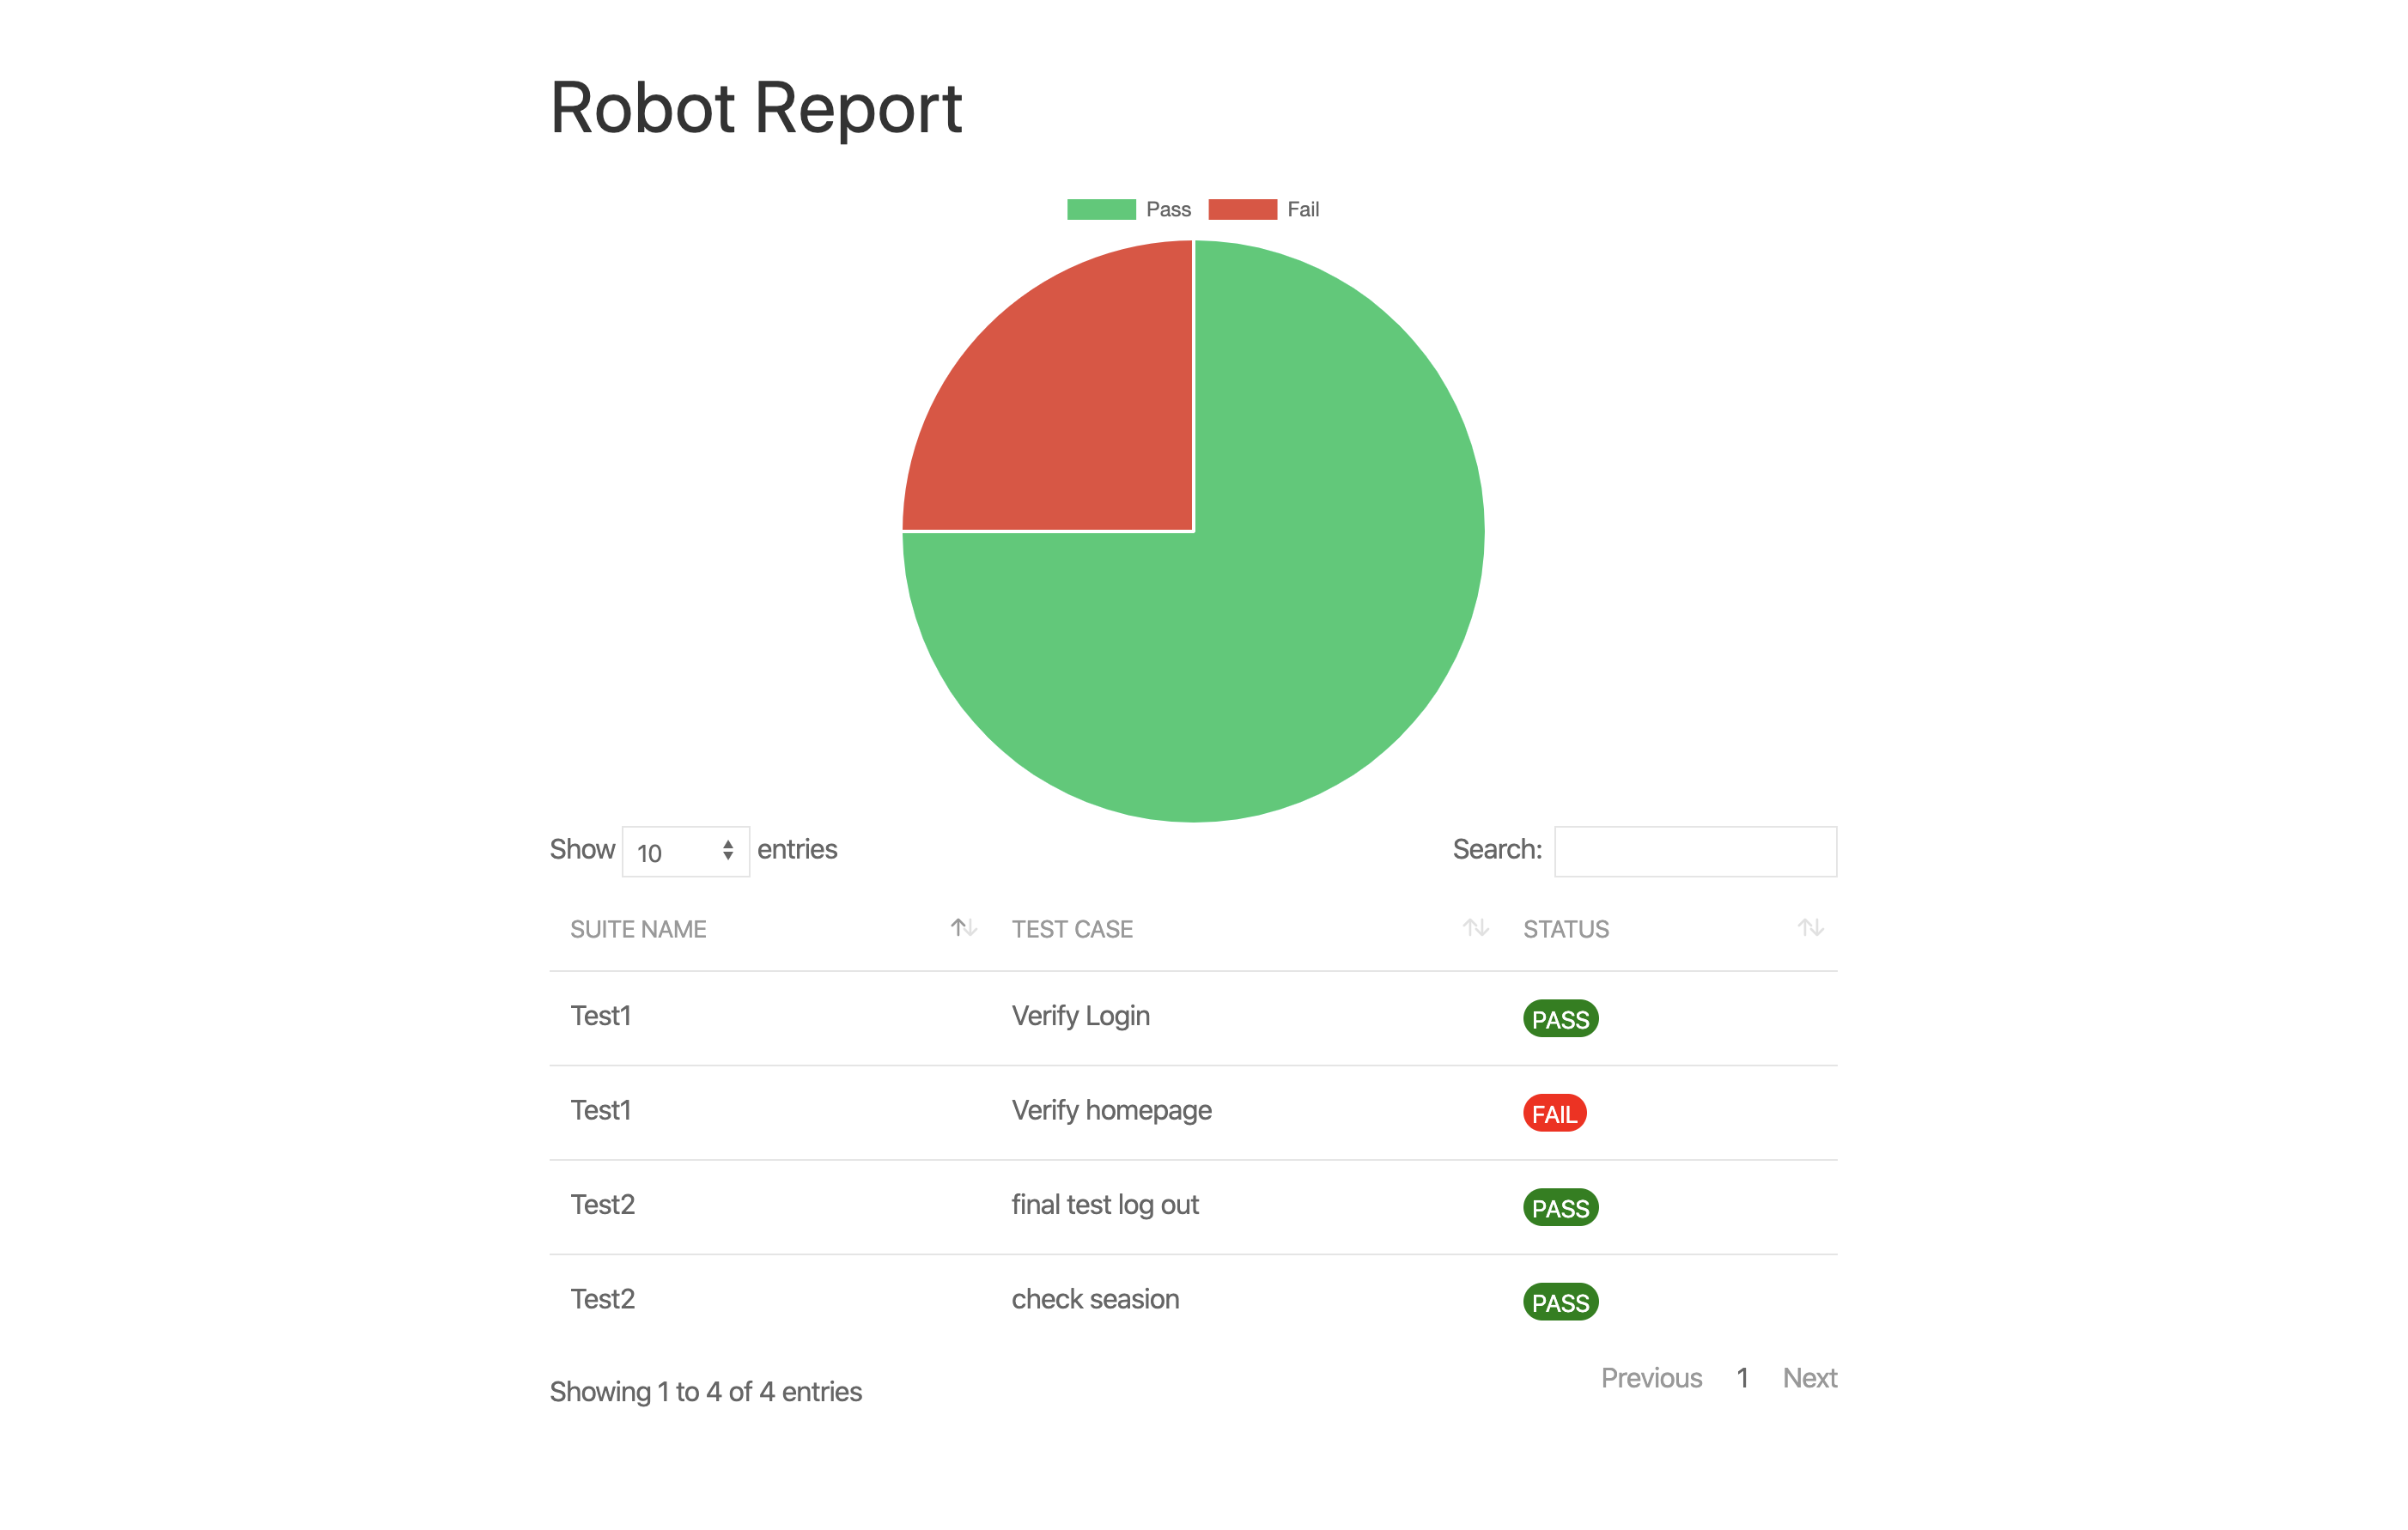 Robot Report
Pass Fail
Show 10 entries Search:
SUITE NAME TEST CASE STATUS
Test1 Verify Login PASS
Test1 Verify homepage FAIL
Test2 final test log out PASS
Test2 check seasion PASS
Previous 1 Next
Showing 1 to 4 of 4 entries